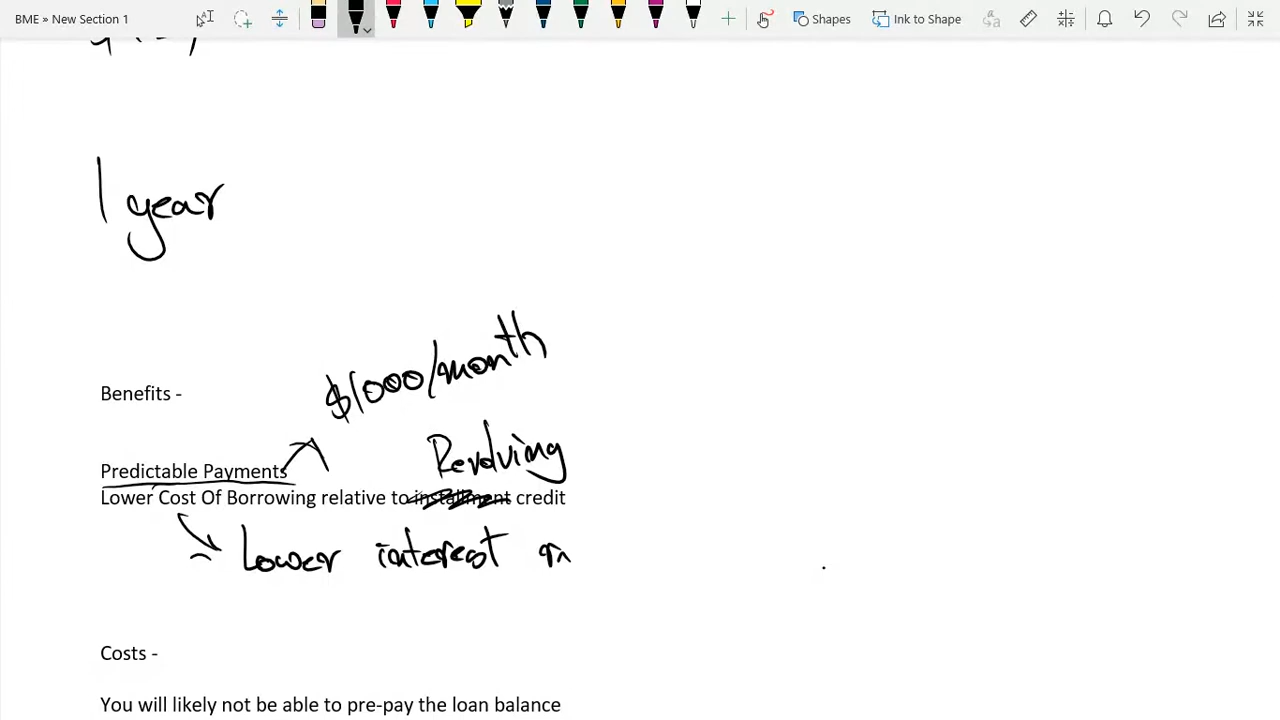 BME » New Section 1
Shapes
Ink to Shape
1 year
$1000/month
Benefits -
Revolving
Predictable Payments
Lower Cost Of Borrowing relative to installment credit
Lower interest
Costs -
You will likely not be able to pre-pay the loan balance